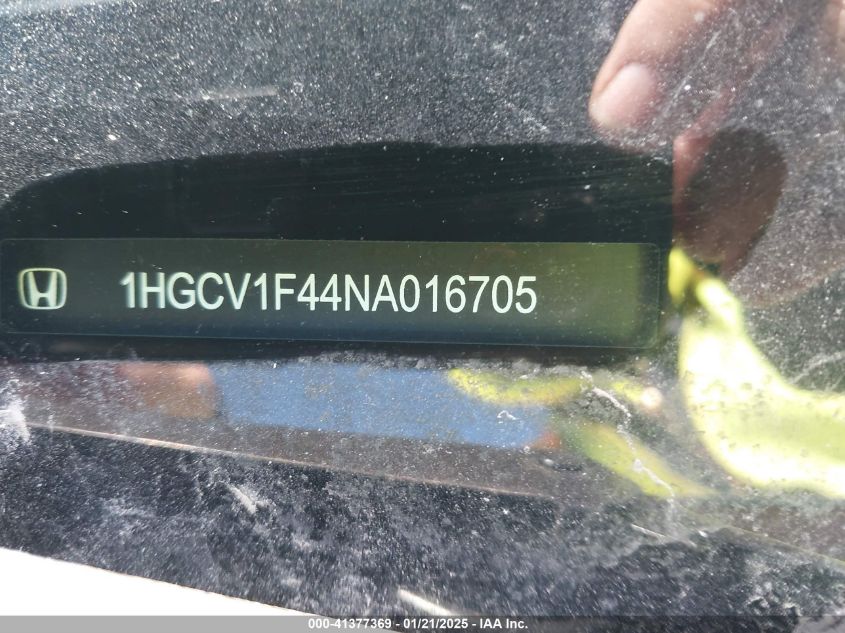 1HGCV1F44NA016705
000-41377369 | 01/21/2025 - IAA Inc.